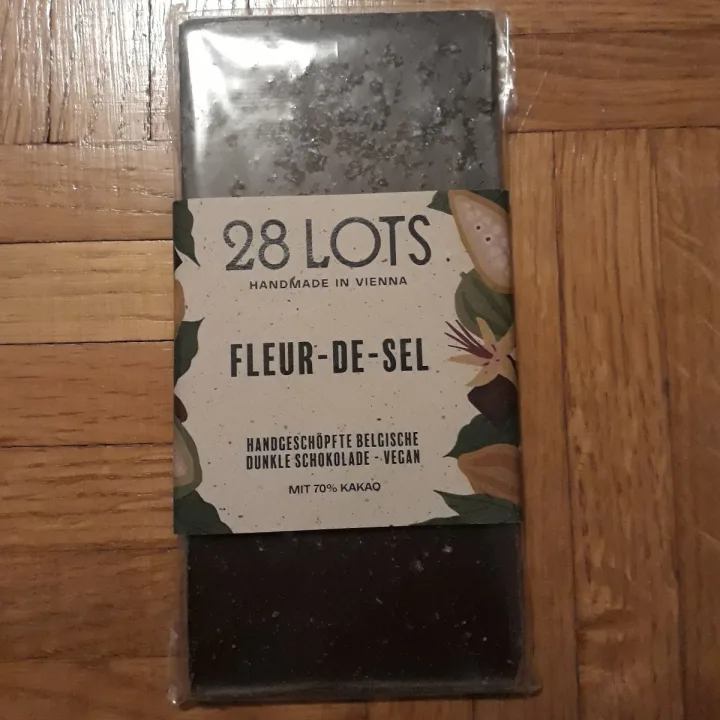 28 LOTS
HANDMADE IN VIENNA
FLEUR-DE-SEL
HANDGESCHÖPFTE BELGISCHE
DUNKLE SCHOKOLADE - VEGAN
MIT 70% KAKAO